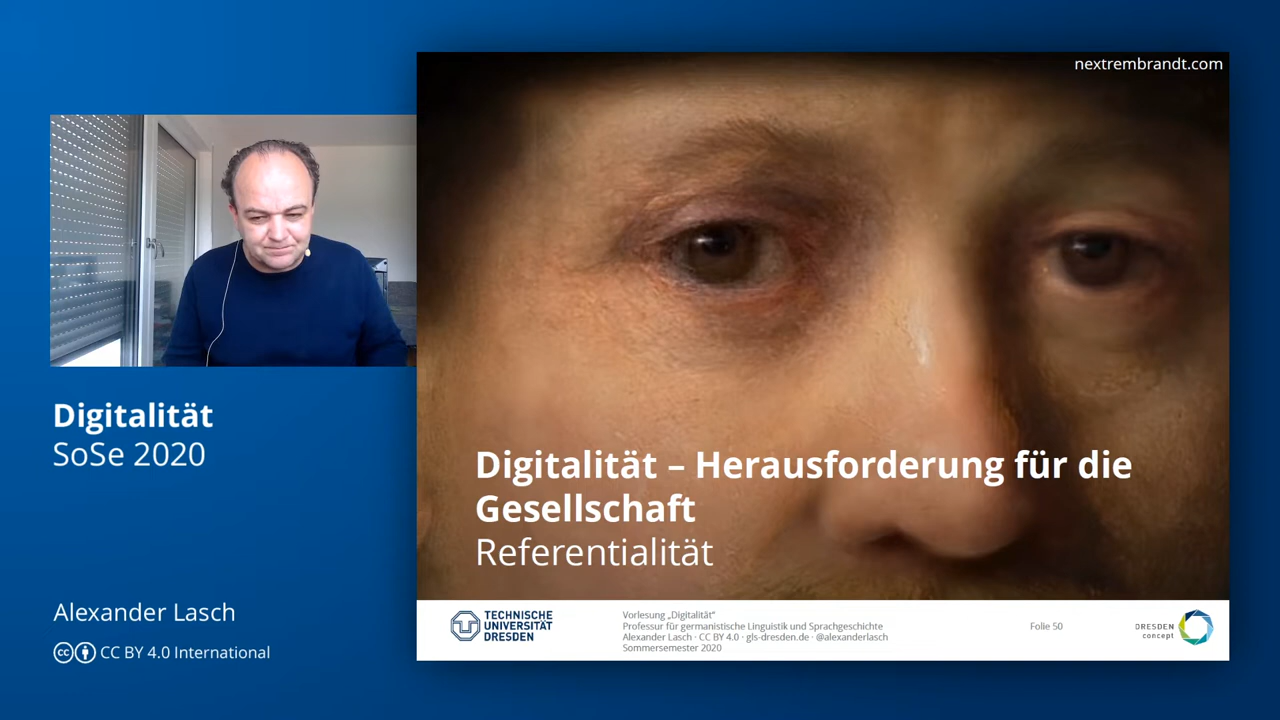 nextrembrandt.com
Digitalität
SoSe 2020
Alexander Lasch
cc CC BY 4.0 International
Digitalität – Herausforderung für die
Gesellschaft
Referentialität
TECHNISCHE
UNIVERSITÄT
DRESDEN
Vorlesung „Digitalität“
Professur für germanistische Linguistik und Sprachgeschichte
Alexander Lasch · CC BY 4.0 · gls-dresden.de · @alexanderlasch
Sommersemester 2020
Folie 50
DRESDEN
concept